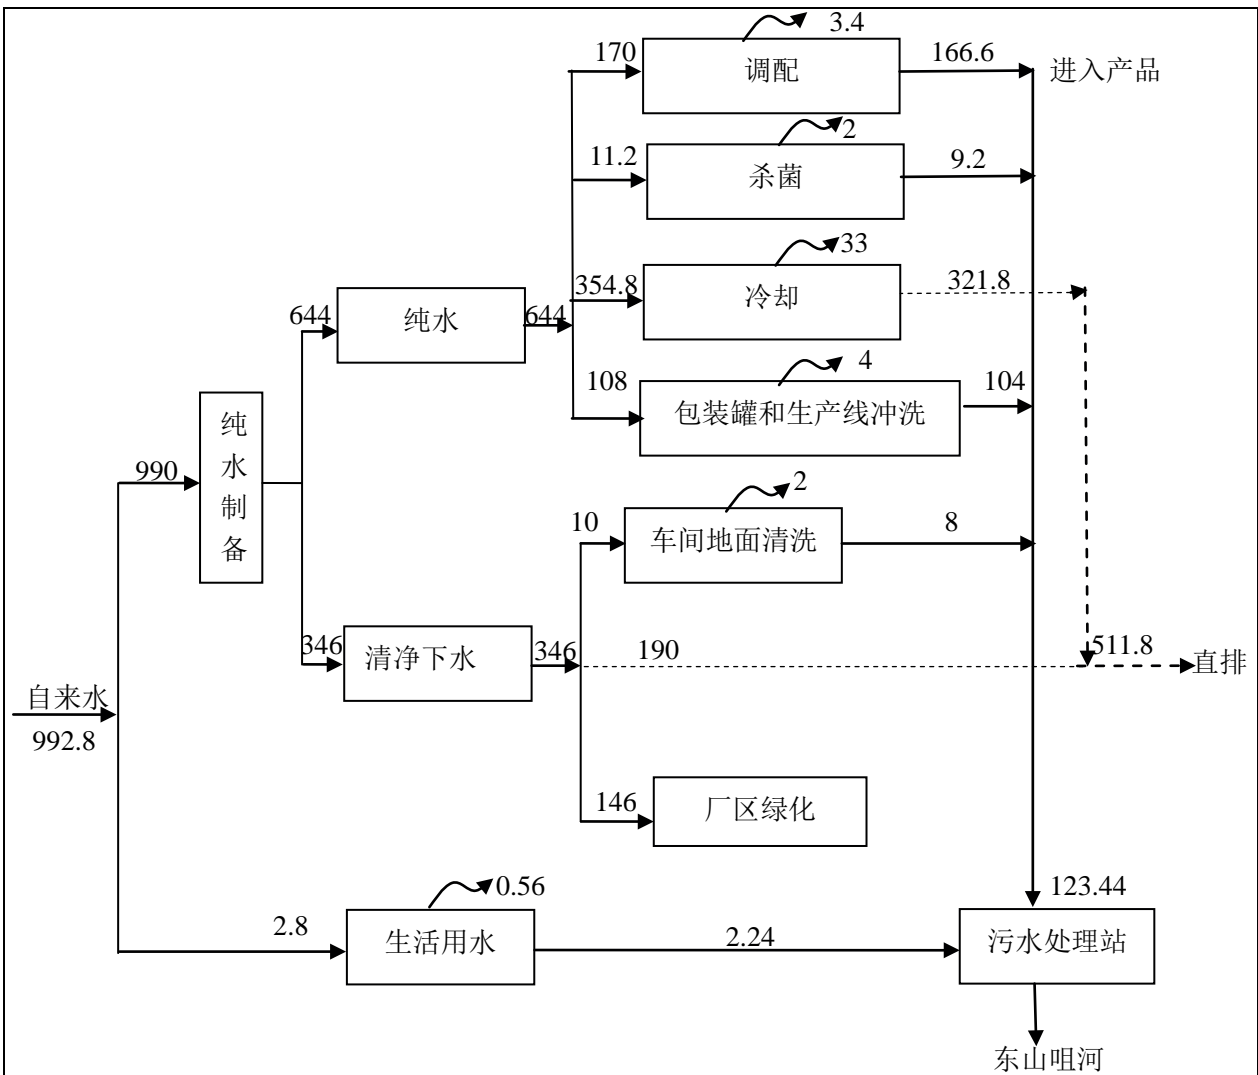 3.4
170
调配
166.6
进入产品
2
11.2
杀菌
9.2
33
354.8
冷却
321.8
644
纯水
644
4
108
包装罐和生产线冲洗
104
纯水制备
990
2
10
车间地面清洗
8
346
清净下水
346
190
511.8
直排
自来水
992.8
146
厂区绿化
0.56
2.8
生活用水
2.24
123.44
污水处理站
东山咀河